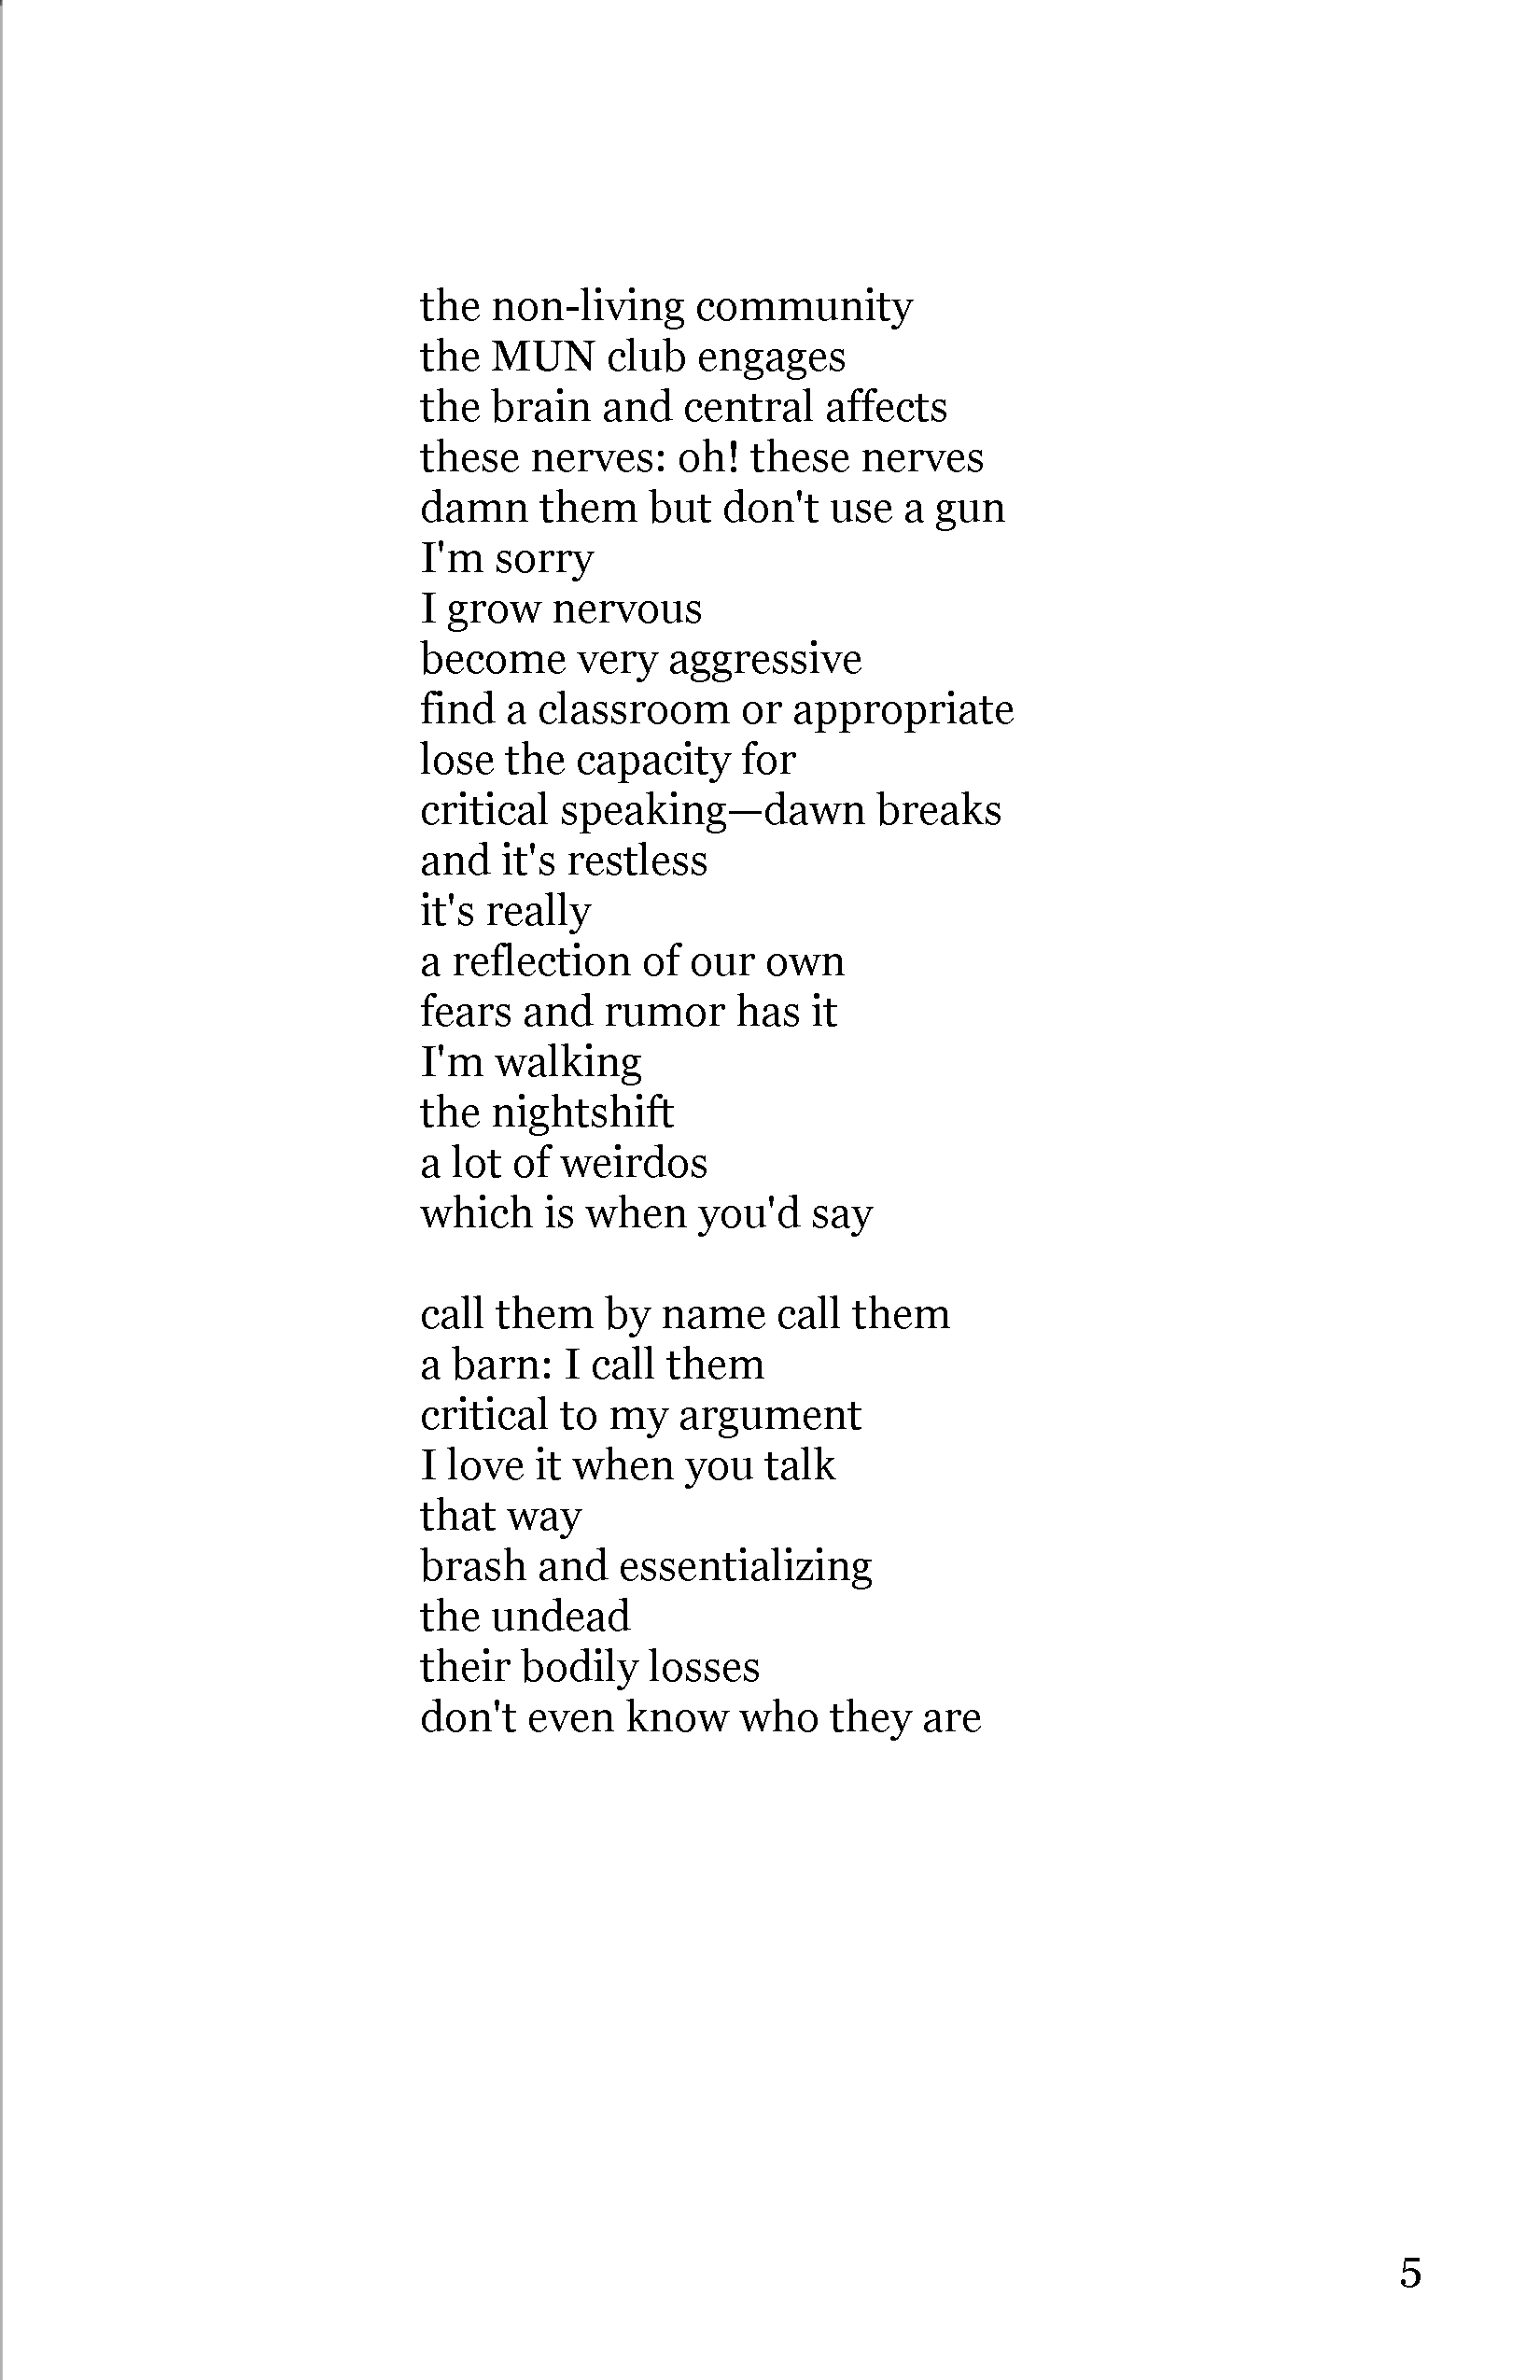 the non-living community
the MUN club engages
the brain and central affects
these nerves: oh! these nerves
damn them but don't use a gun
I'm sorry
I grow nervous
become very aggressive
find a classroom or appropriate
lose the capacity for
critical speaking—dawn breaks
and it's restless
it's really
a reflection of our own
fears and rumor has it
I'm walking
the nightshift
a lot of weirdos
which is when you'd say

call them by name call them
a barn: I call them
critical to my argument
I love it when you talk
that way
brash and essentializing
the undead
their bodily losses
don't even know who they are
5